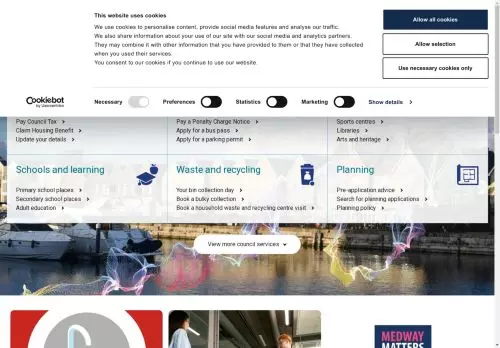 This website uses cookies
We use cookies to personalise content, provide social media features and analyse our traffic.
We also share information about your use of our site with our social media and analytics partners.
They may combine it with other information that you have provided to them or that they have collected
when you used their services.
You consent to our cookies if you continue to use our website.
Allow all cookies
Allow selection
Use necessary cookies only
Cookiebot
by Usercentrics
Necessary
Preferences
Statistics
Marketing
Show details
Pay Council Tax
Claim Housing Benefit
Update your details
Pay a Penalty Charge Notice
Apply for a bus pass
Apply for a parking permit
Sports centres
Libraries
Arts and heritage
Schools and learning
Primary school places
Secondary school places
Adult education
Waste and recycling
Your bin collection day
Book a bulky collection
Book a household waste and recycling centre visit
Planning
Pre-application advice
Search for planning applications
Planning policy
View more council services
MEDWAY
MATTERS